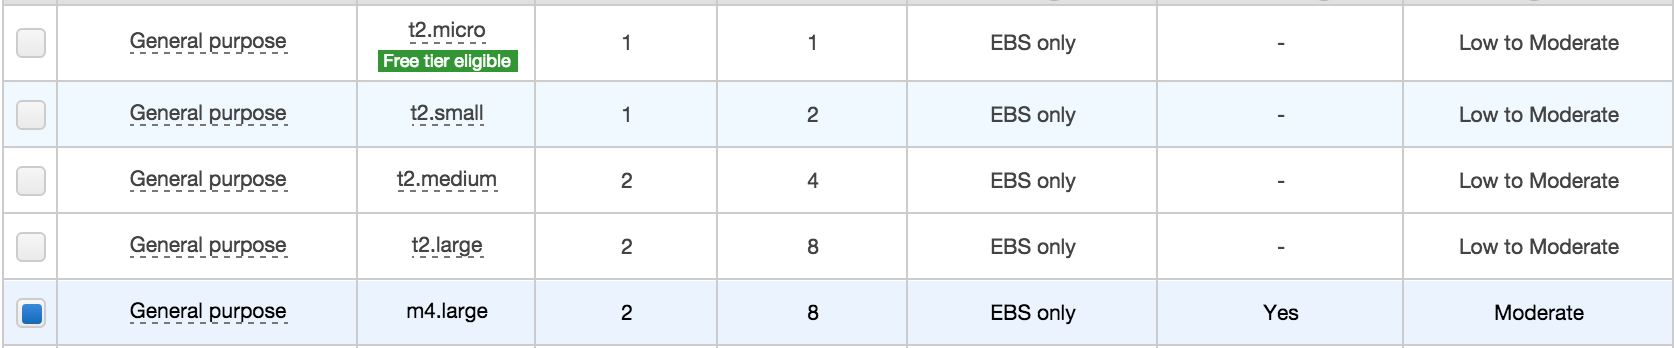 General purpose t2.micro 1 1 EBS only - Low to Moderate
Free tier eligible
General purpose t2.small 1 2 EBS only - Low to Moderate
General purpose t2.medium 2 4 EBS only - Low to Moderate
General purpose t2.large 2 8 EBS only - Low to Moderate
General purpose m4.large 2 8 EBS only Yes Moderate